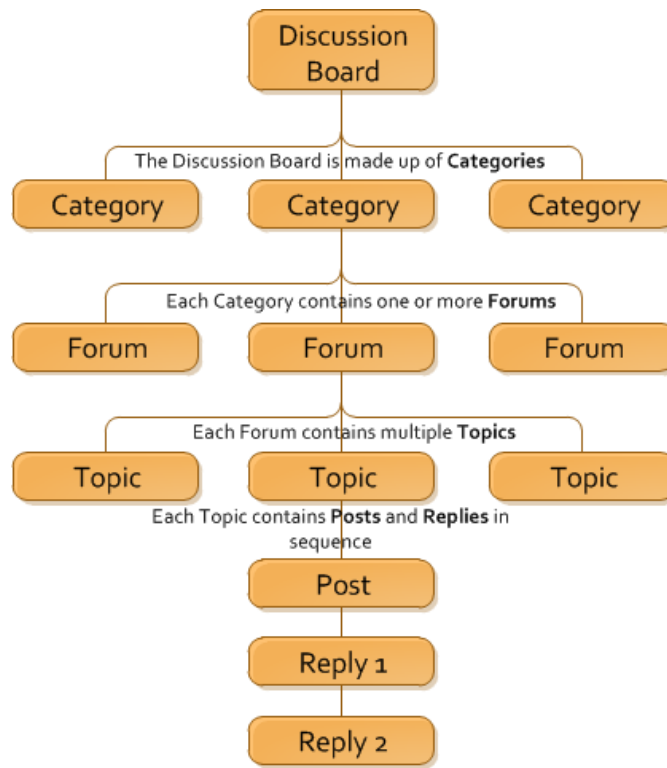 Discussion
Board
The Discussion Board is made up of Categories
Category Category Category
Each Category contains one or more Forums
Forum Forum Forum
Each Forum contains multiple Topics
Topic Topic Topic
Each Topic contains Posts and Replies in
sequence
Post
Reply 1
Reply 2